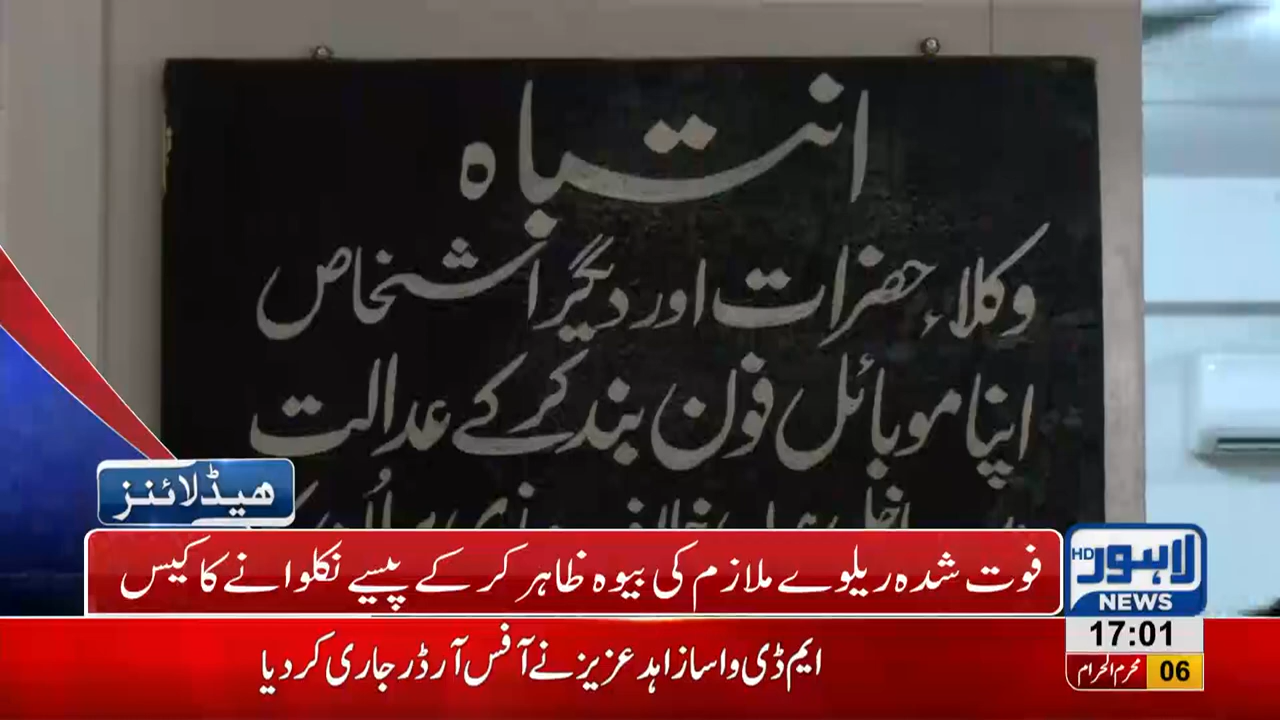 انتباہ
وکلاء حضرات اور دیگر اشخاص
اپنا موبائل فون بند کر کے عدالت
ہیڈلائنز
فوت شدہ ریلوے ملازم کی بیوہ ظاہر کر کے پیسے نکلوانے کا کیس
لاہور HD
NEWS
17:01
محرم الحرام 06
ایم ڈی واسا زاہد عزیز نے آفس آرڈر جاری کر دیا